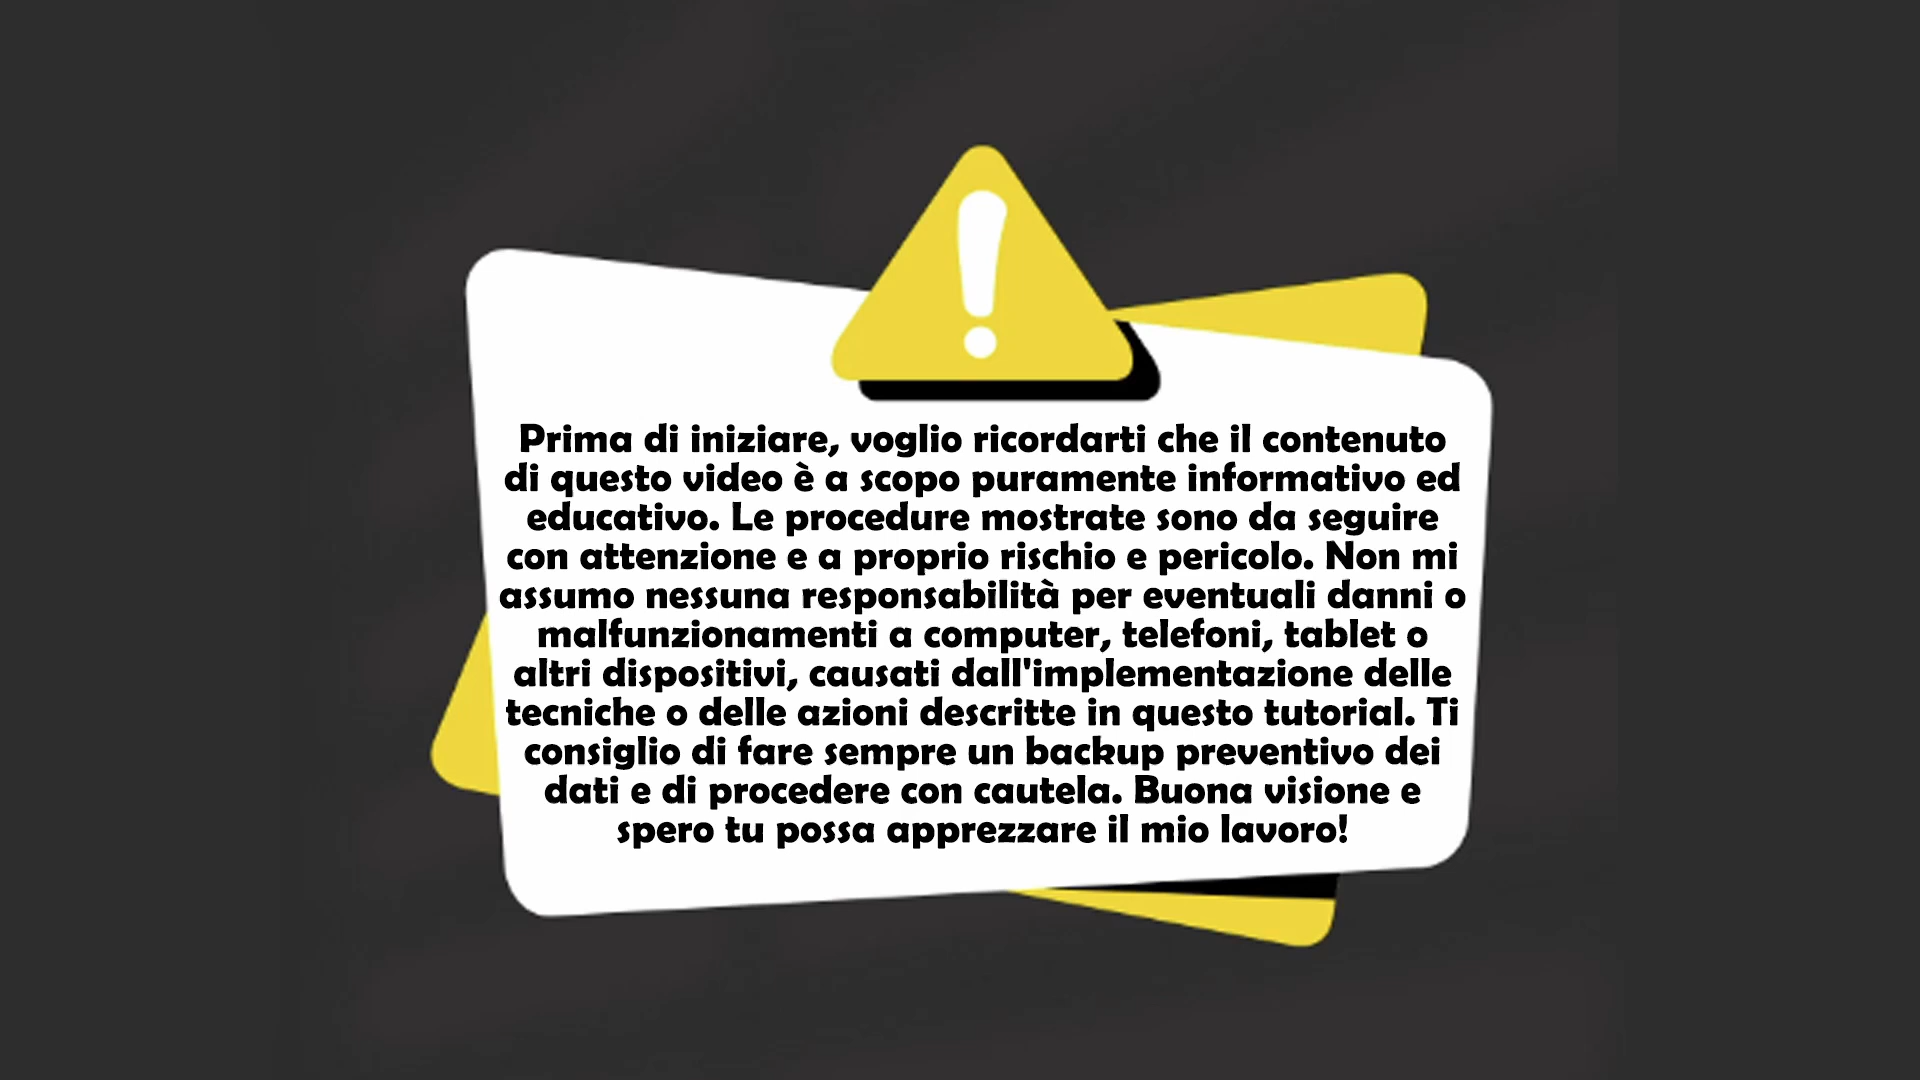 Prima di iniziare, voglio ricordarti che il contenuto
di questo video è a scopo puramente informativo ed
educativo. Le procedure mostrate sono da seguire
con attenzione e a proprio rischio e pericolo. Non mi
assumo nessuna responsabilità per eventuali danni o
malfunzionamenti a computer, telefoni, tablet o
altri dispositivi, causati dall'implementazione delle
tecniche o delle azioni descritte in questo tutorial. Ti
consiglio di fare sempre un backup preventivo dei
dati e di procedere con cautela. Buona visione e
spero tu possa apprezzare il mio lavoro!